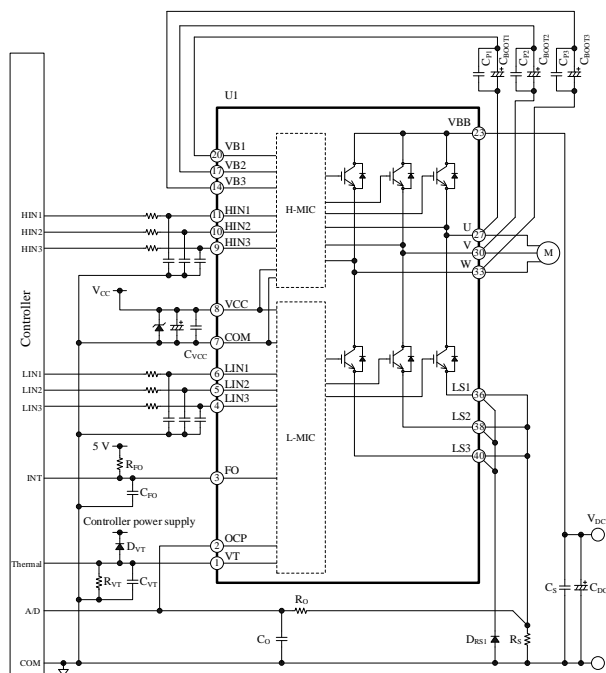 CP1
CBOOT1
CP2
CBOOT2
CP3
CBOOT3
U1
VBB
23
20
VB1
17
VB2
14
VB3
HIN1
11
HIN1
HIN2
10
HIN2
HIN3
9
HIN3
H-MIC
U
27
V
30
W
33
M
Controller
VCC
8
VCC
7
COM
CVCC
LIN1
6
LIN1
LIN2
5
LIN2
LIN3
4
LIN3
L-MIC
LS1
36
LS2
38
LS3
40
5 V
RFO
INT
3
FO
CFO
Controller power supply
DVT
2
OCP
Thermal
1
VT
RVT
CVT
VDC
CS
CDC
A/D
RO
CO
DRS1
RS
COM